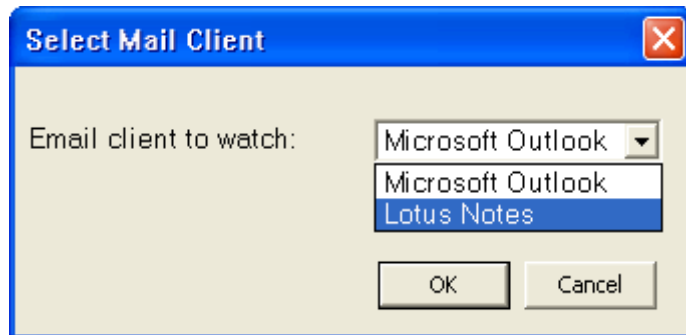 Select Mail Client
Email client to watch: Microsoft Outlook
Microsoft Outlook
Lotus Notes
OK Cancel